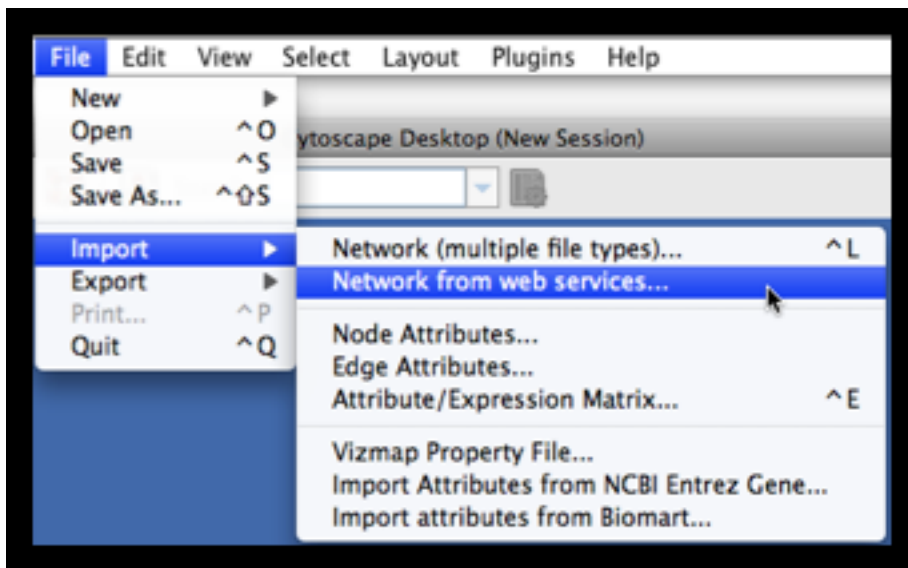 File Edit View Select Layout Plugins Help
New
Open ^O
Save ^S
Save As... ^⇧S
Import
Export
Print... ^P
Quit ^Q
ytoscape Desktop (New Session)
Network (multiple file types)... ^L
Network from web services...
Node Attributes...
Edge Attributes...
Attribute/Expression Matrix... ^E
Vizmap Property File...
Import Attributes from NCBI Entrez Gene...
Import attributes from Biomart...